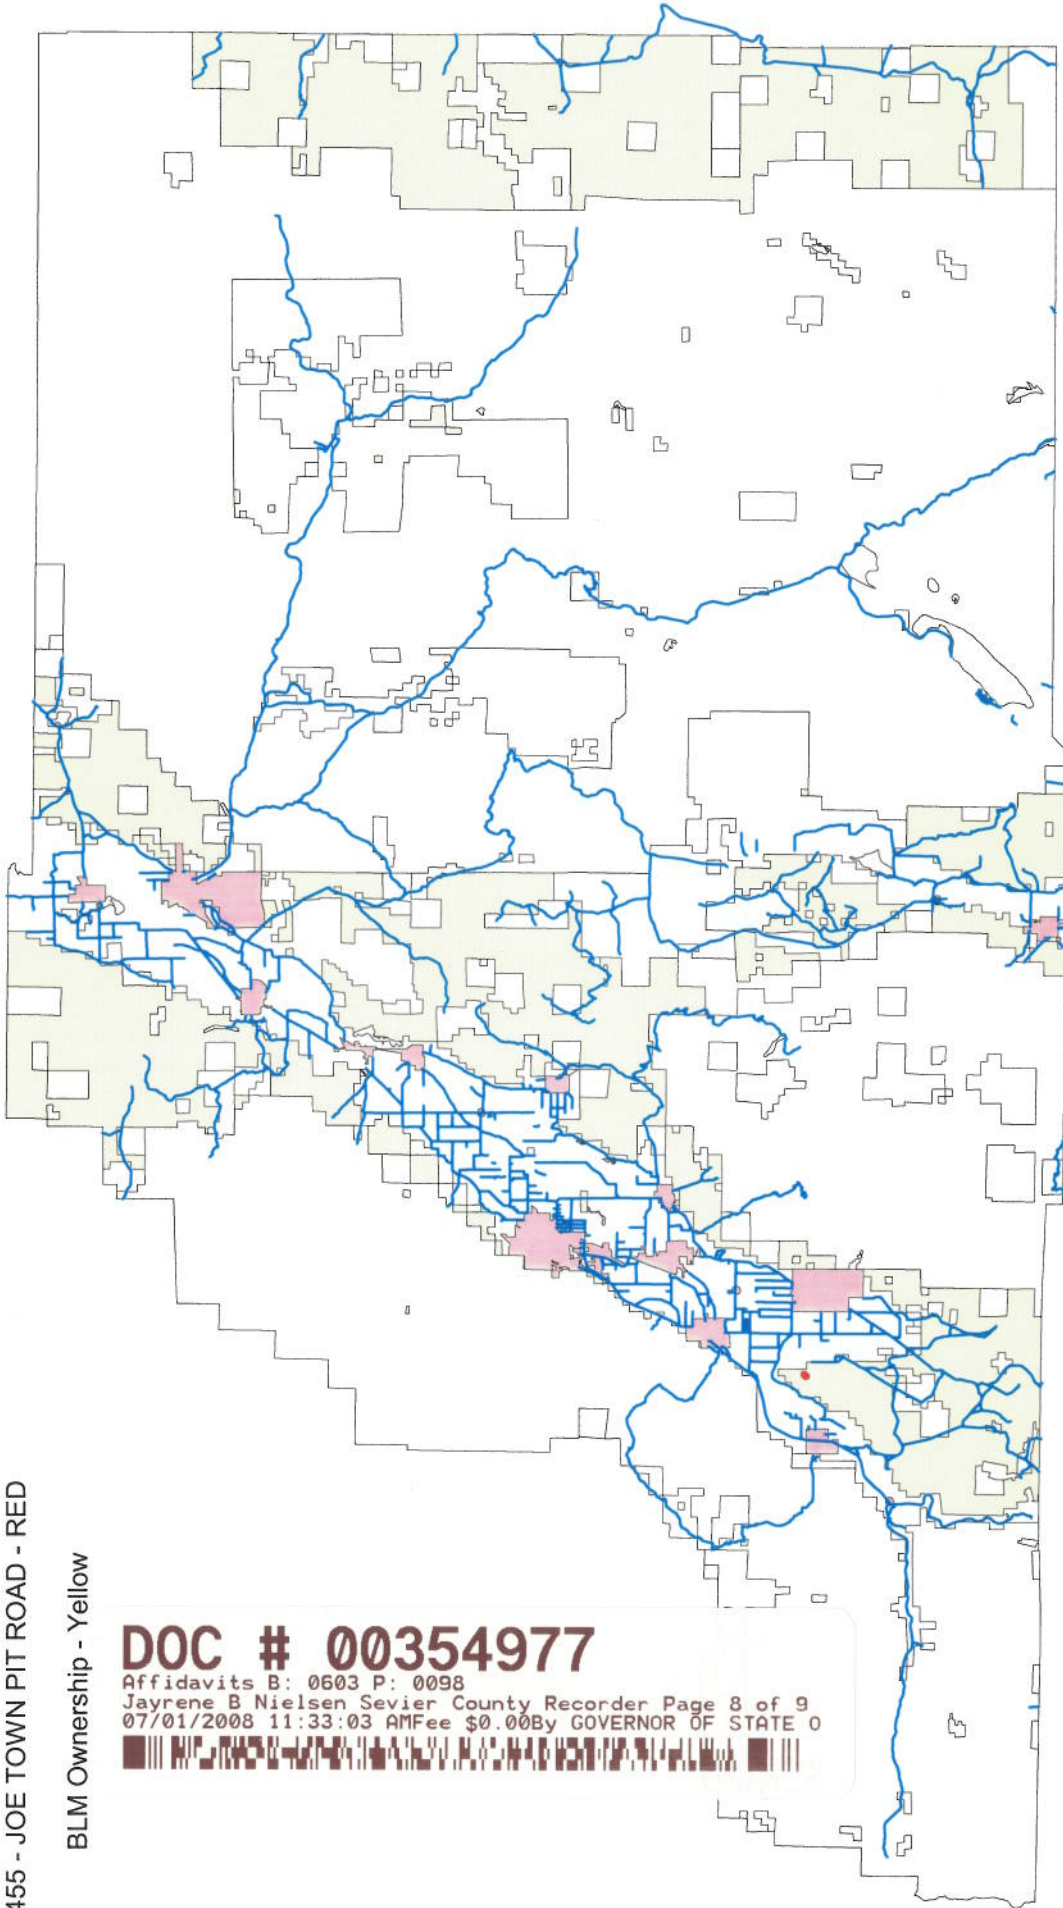 455 - JOE TOWN PIT ROAD - RED
BLM Ownership - Yellow
DOC # 00354977
Affidavits B: 0603 P: 0098
Jayrene B Nielsen Sevier County Recorder Page 8 of 9
07/01/2008 11:33:03 AMFee $0.00By GOVERNOR OF STATE O